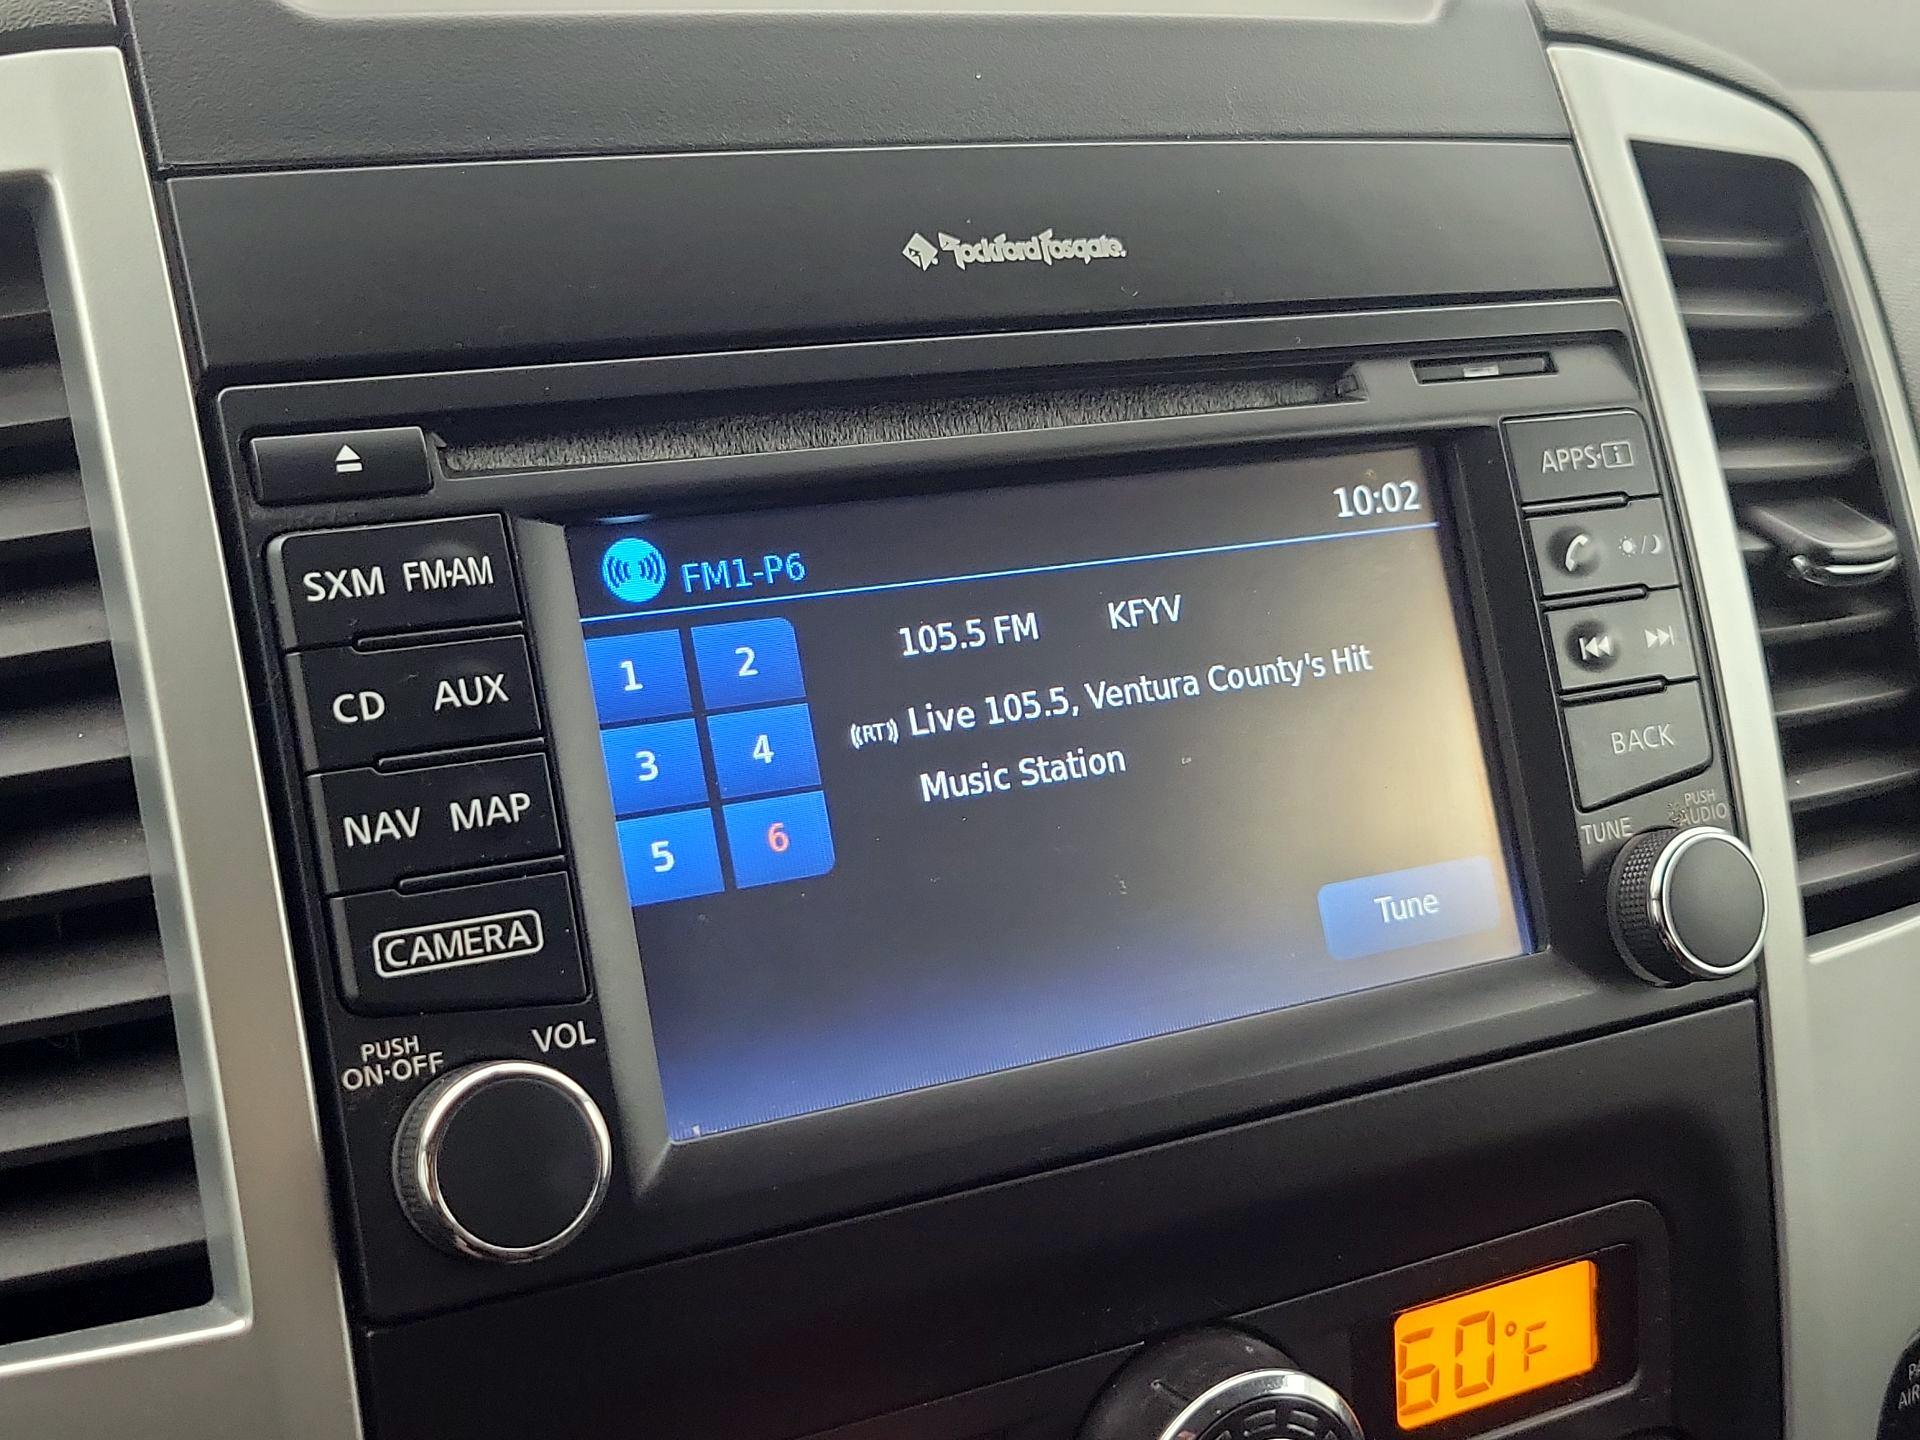 Rockford Fosgate
APPS·i
SXM FM·AM
CD AUX
NAV MAP
CAMERA
PUSH
ON·OFF
VOL
10:02
FM1-P6
1 2
3 4
5 6
105.5 FM KFYV
((RT)) Live 105.5, Ventura County's Hit
Music Station
Tune
BACK
TUNE
PUSH
AUDIO
60°F